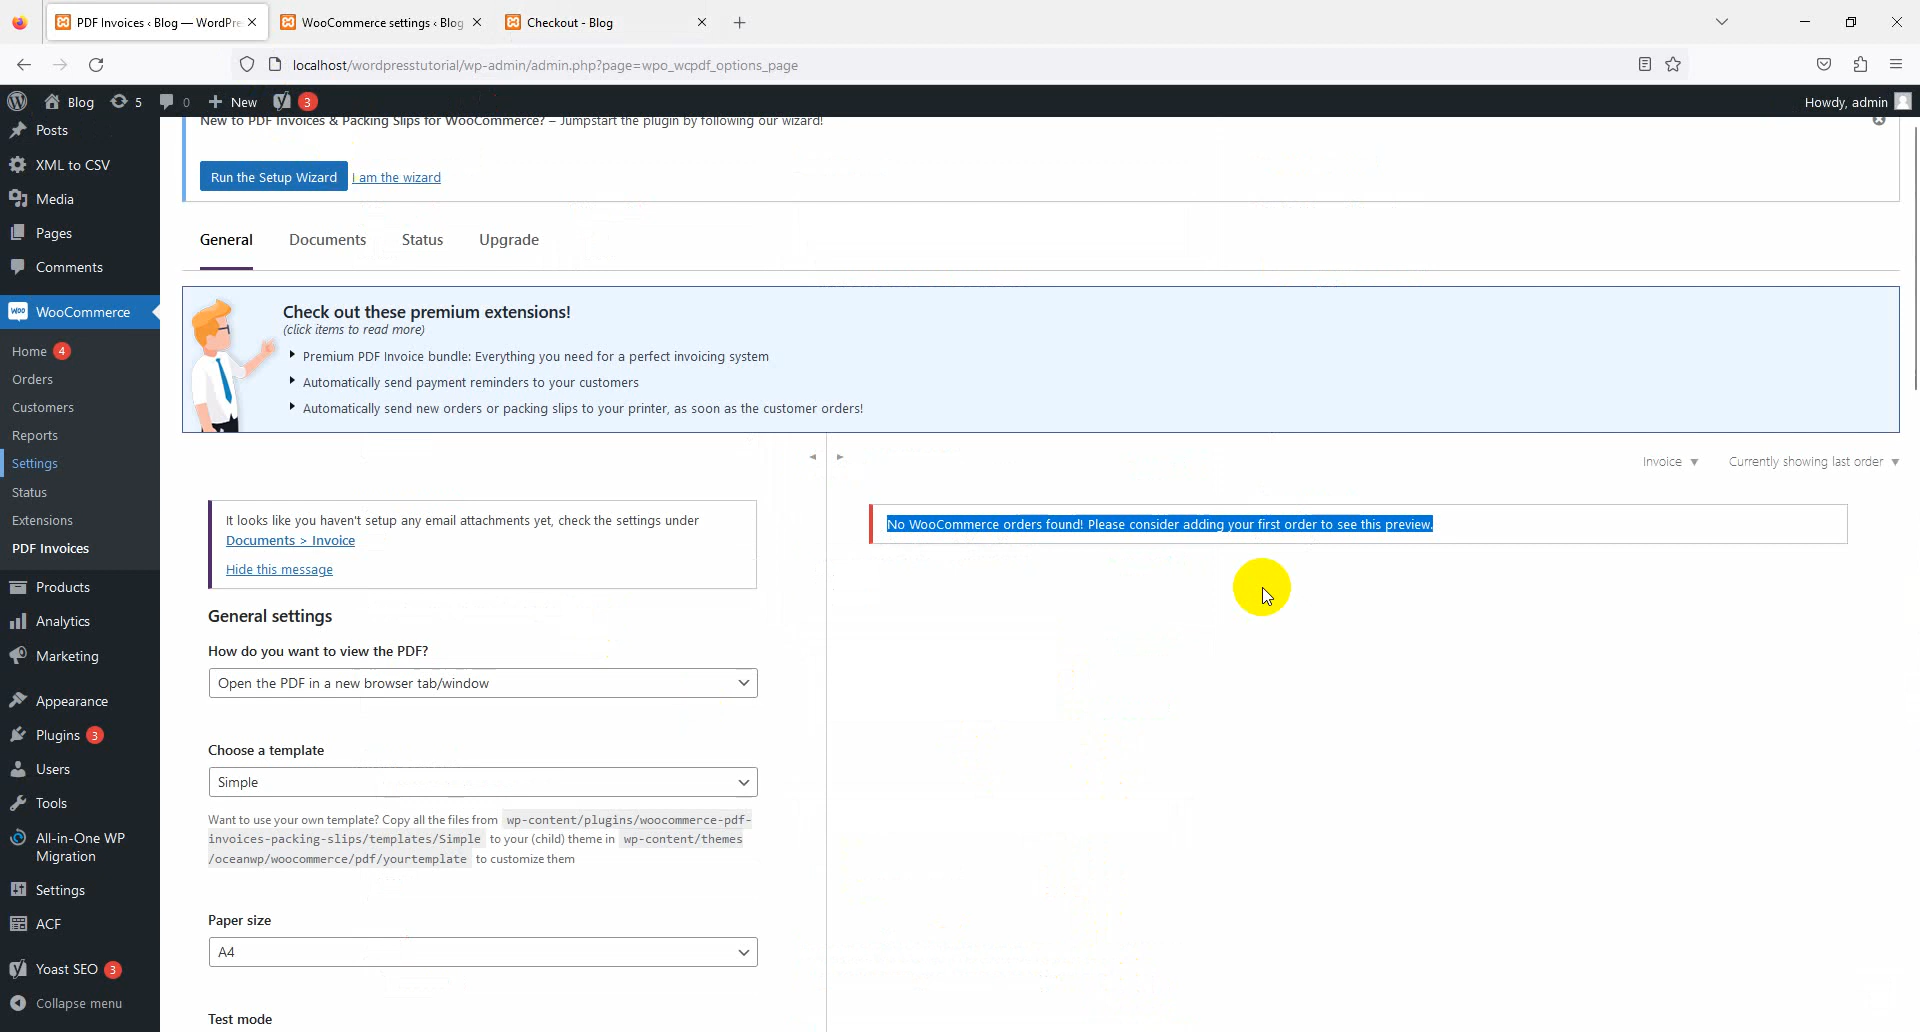 PDF Invoices ‹ Blog — WordPre
WooCommerce settings ‹ Blog
Checkout - Blog
localhost/wordpresstutorial/wp-admin/admin.php?page=wpo_wcpdf_options_page
Blog
5
0
New
3
Howdy, admin
Posts
XML to CSV
Media
Pages
Comments
WooCommerce
Home 4
Orders
Customers
Reports
Settings
Status
Extensions
PDF Invoices
Products
Analytics
Marketing
Appearance
Plugins 3
Users
Tools
All-in-One WP
Migration
Settings
ACF
Yoast SEO 3
Collapse menu
New to PDF Invoices & Packing Slips for WooCommerce? – Jumpstart the plugin by following our wizard!
Run the Setup Wizard
I am the wizard
General
Documents
Status
Upgrade
Check out these premium extensions!
(click items to read more)
Premium PDF Invoice bundle: Everything you need for a perfect invoicing system
Automatically send payment reminders to your customers
Automatically send new orders or packing slips to your printer, as soon as the customer orders!
Invoice
Currently showing last order
It looks like you haven't setup any email attachments yet, check the settings under
Documents > Invoice
Hide this message
No WooCommerce orders found! Please consider adding your first order to see this preview.
General settings
How do you want to view the PDF?
Open the PDF in a new browser tab/window
Choose a template
Simple
Want to use your own template? Copy all the files from wp-content/plugins/woocommerce-pdf-
invoices-packing-slips/templates/Simple to your (child) theme in wp-content/themes
/oceanwp/woocommerce/pdf/yourtemplate to customize them
Paper size
A4
Test mode